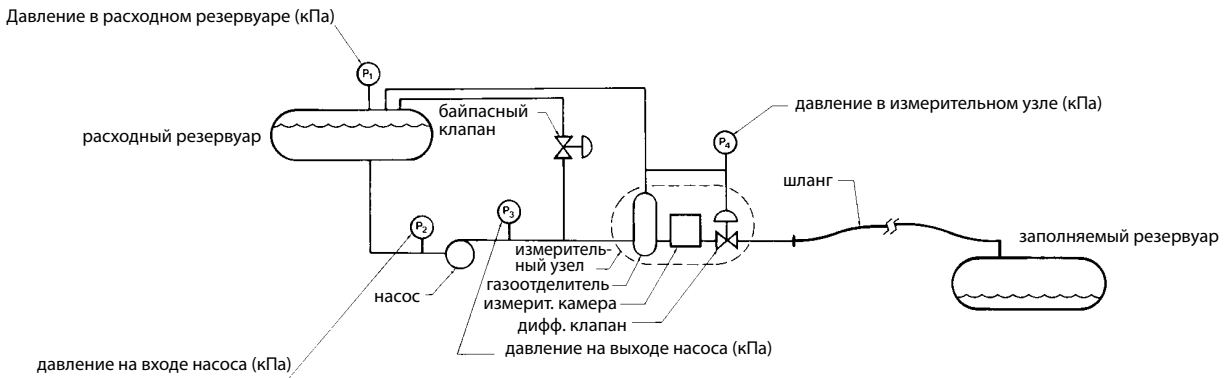 Давление в расходном резервуаре (кПа)
P1
байпасный
клапан
давление в измерительном узле (кПа)
расходный резервуар
P4
шланг
P2
P3
заполняемый резервуар
измеритель-
ный узел
газоотделитель
насос
измерит. камера
дифф. клапан
давление на выходе насоса (кПа)
давление на входе насоса (кПа)